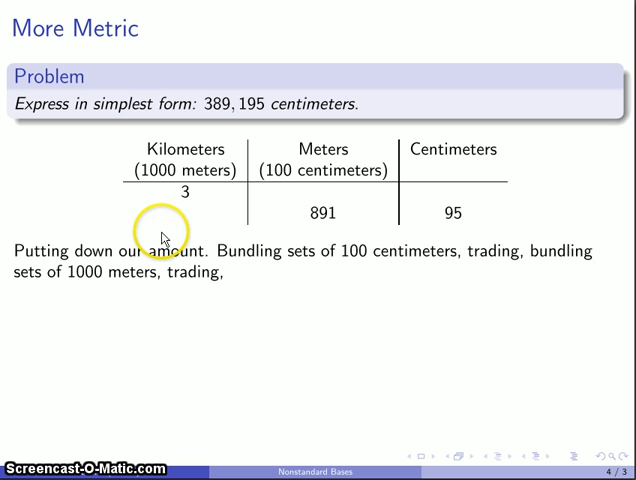 More Metric
Problem
Express in simplest form: 389, 195 centimeters.
Kilometers Meters Centimeters
(1000 meters) (100 centimeters)
3
891 95
Putting down our amount. Bundling sets of 100 centimeters, trading, bundling
sets of 1000 meters, trading,
Screencast-O-Matic.com
Nonstandard Bases
4 / 3